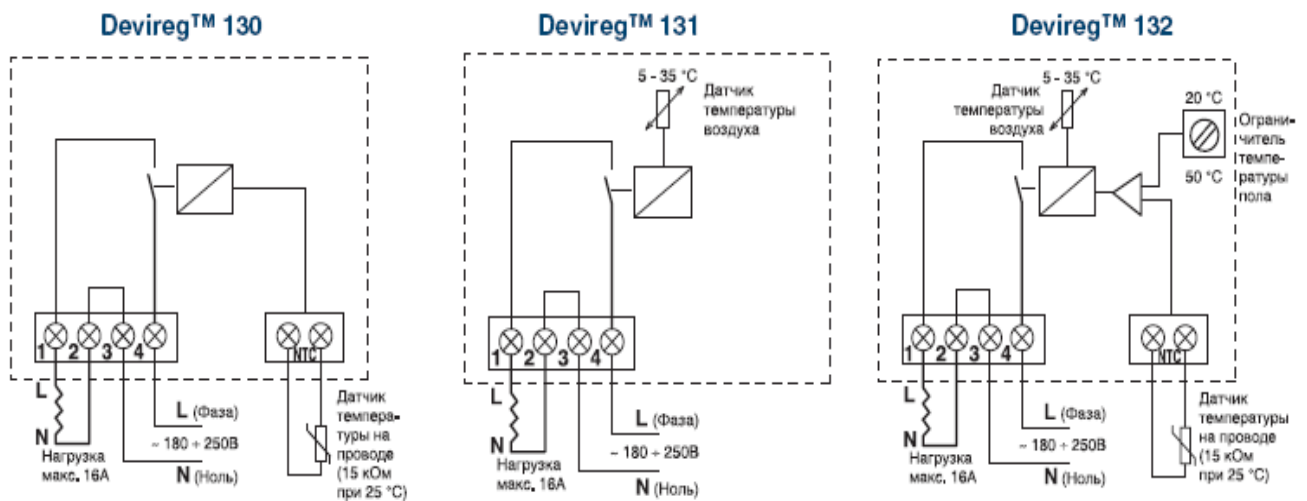 Devireg™ 130
1
2
3
4
NTC
L
N
Нагрузка
макс. 16А
L (Фаза)
~ 180 ÷ 250В
N (Ноль)
Датчик
темпера-
туры на
проводе
(15 кОм
при 25 °С)
Devireg™ 131
5 - 35 °C
Датчик
температуры
воздуха
1
2
3
4
L
N
Нагрузка
макс. 16А
L (Фаза)
~ 180 ÷ 250В
N (Ноль)
Devireg™ 132
5 - 35 °C
Датчик
температуры
воздуха
20 °C
50 °C
Ограни-
читель
темпе-
ратуры
пола
1
2
3
4
NTC
L
N
Нагрузка
макс. 16А
L (Фаза)
~ 180 ÷ 250В
N (Ноль)
Датчик
температуры
на проводе
(15 кОм
при 25 °С)